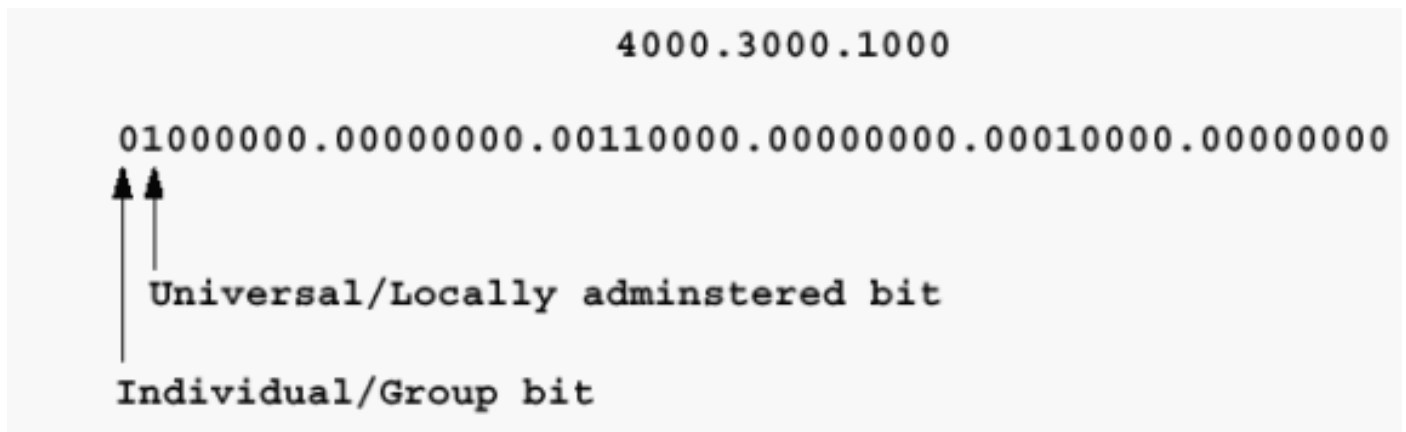 4000.3000.1000
01000000.00000000.00110000.00000000.00010000.00000000
Universal/Locally adminstered bit
Individual/Group bit